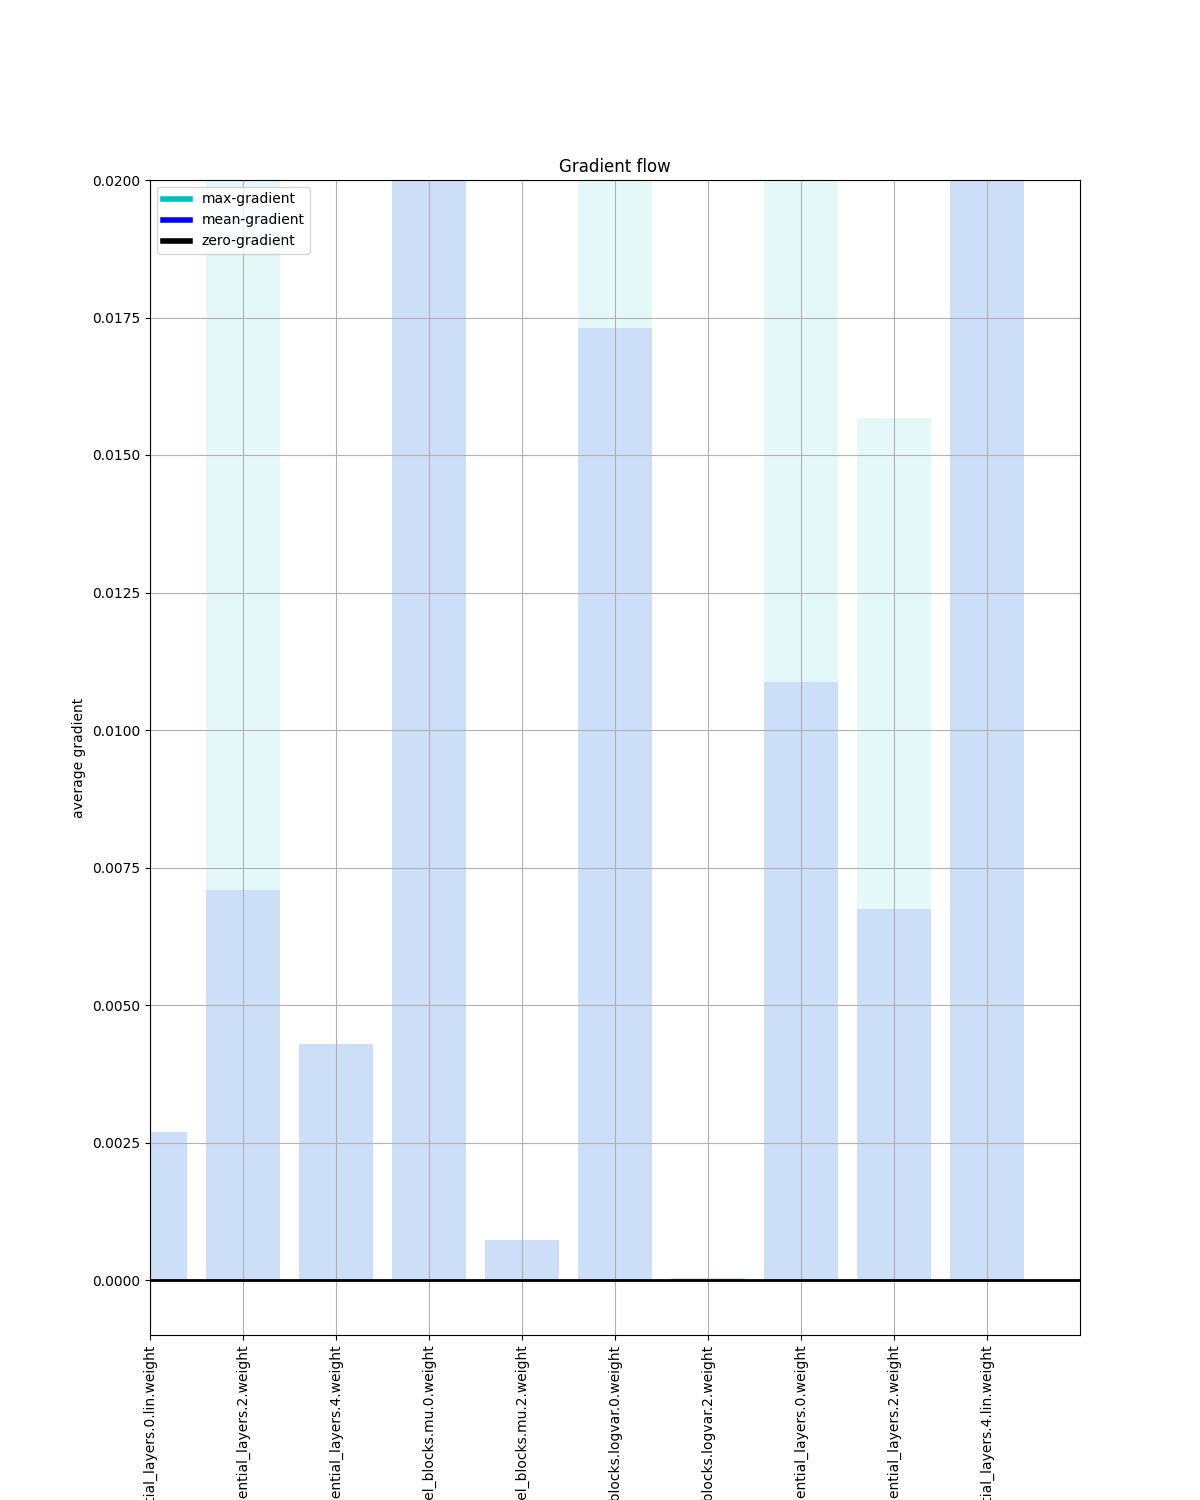 Gradient flow
max-gradient
mean-gradient
zero-gradient
0.0200
0.0175
0.0150
0.0125
0.0100
0.0075
0.0050
0.0025
0.0000
average gradient
tial_layers.0.lin.weight
ential_layers.2.weight
ential_layers.4.weight
el_blocks.mu.0.weight
el_blocks.mu.2.weight
blocks.logvar.0.weight
blocks.logvar.2.weight
ential_layers.0.weight
ential_layers.2.weight
tial_layers.4.lin.weight